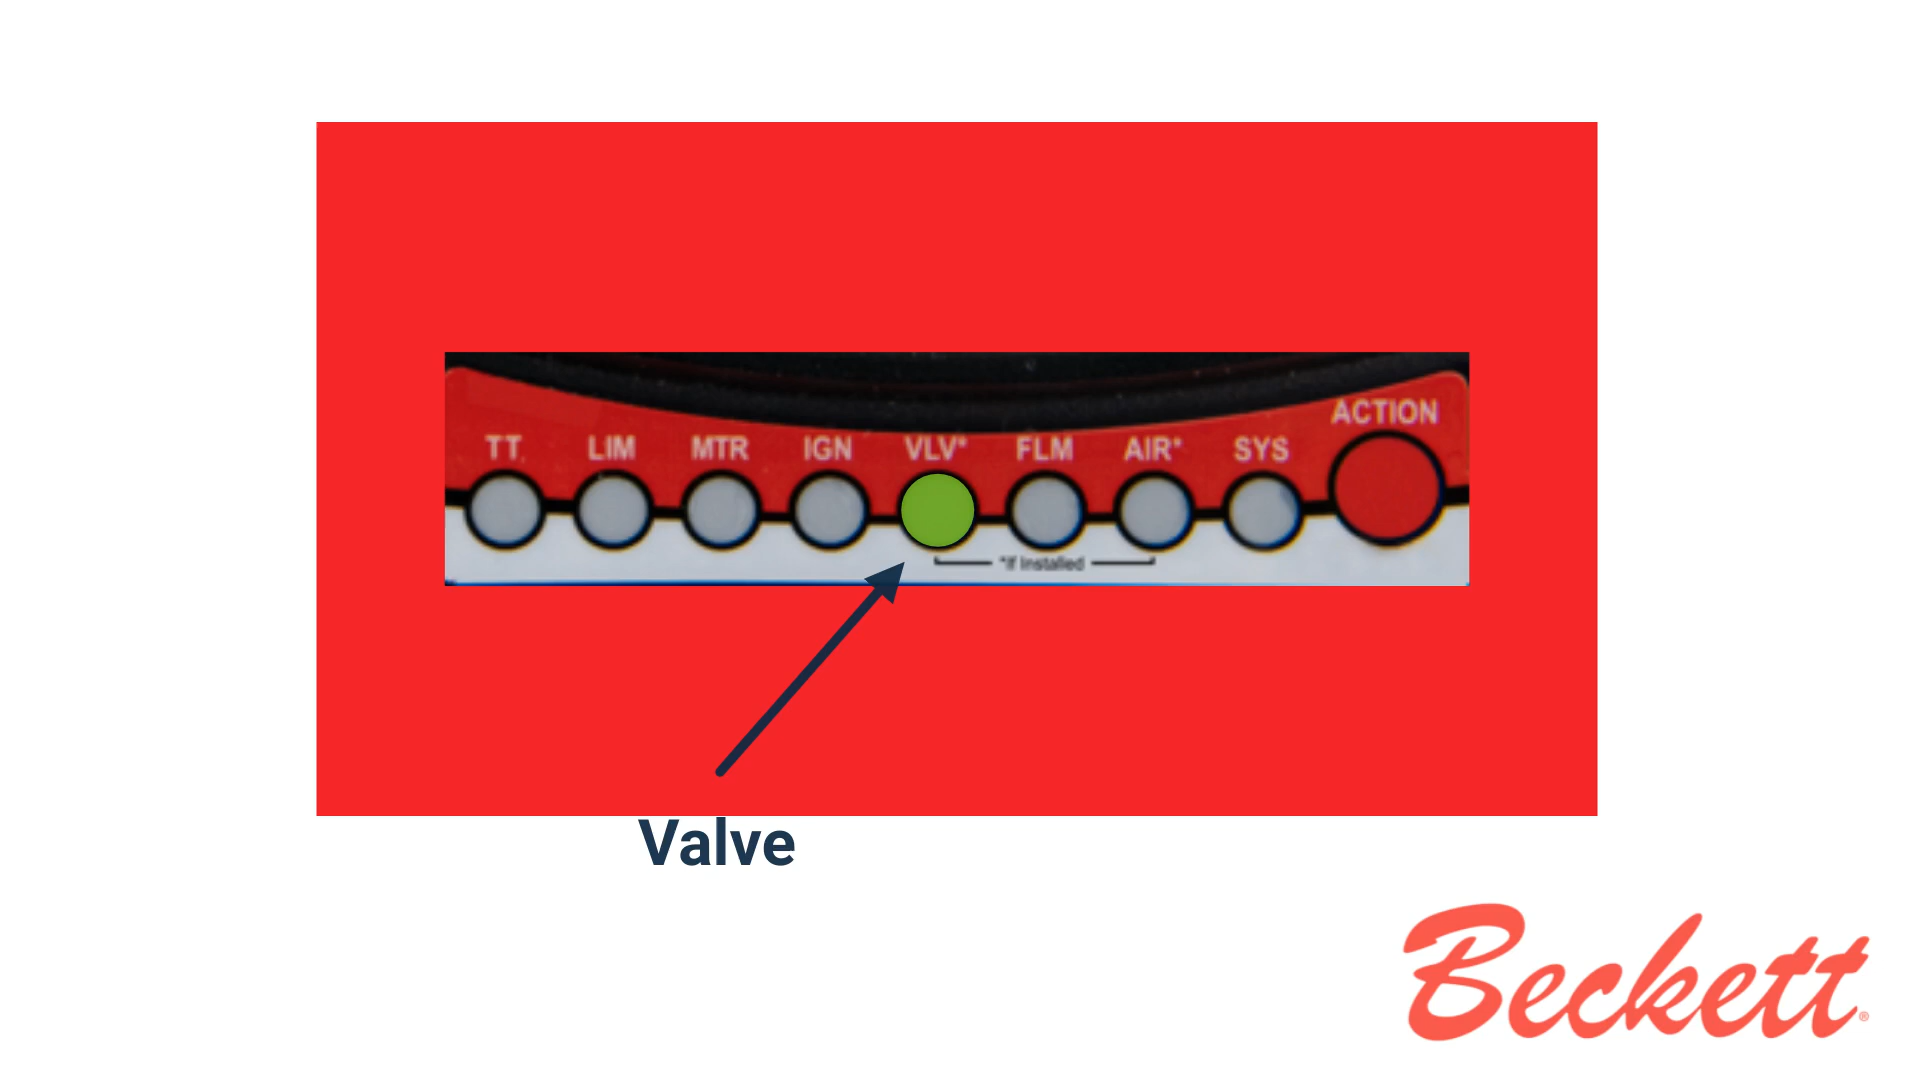 ACTION
TT LIM MTR IGN VLV* FLM AIR* SYS
*If Installed
Valve
Beckett®